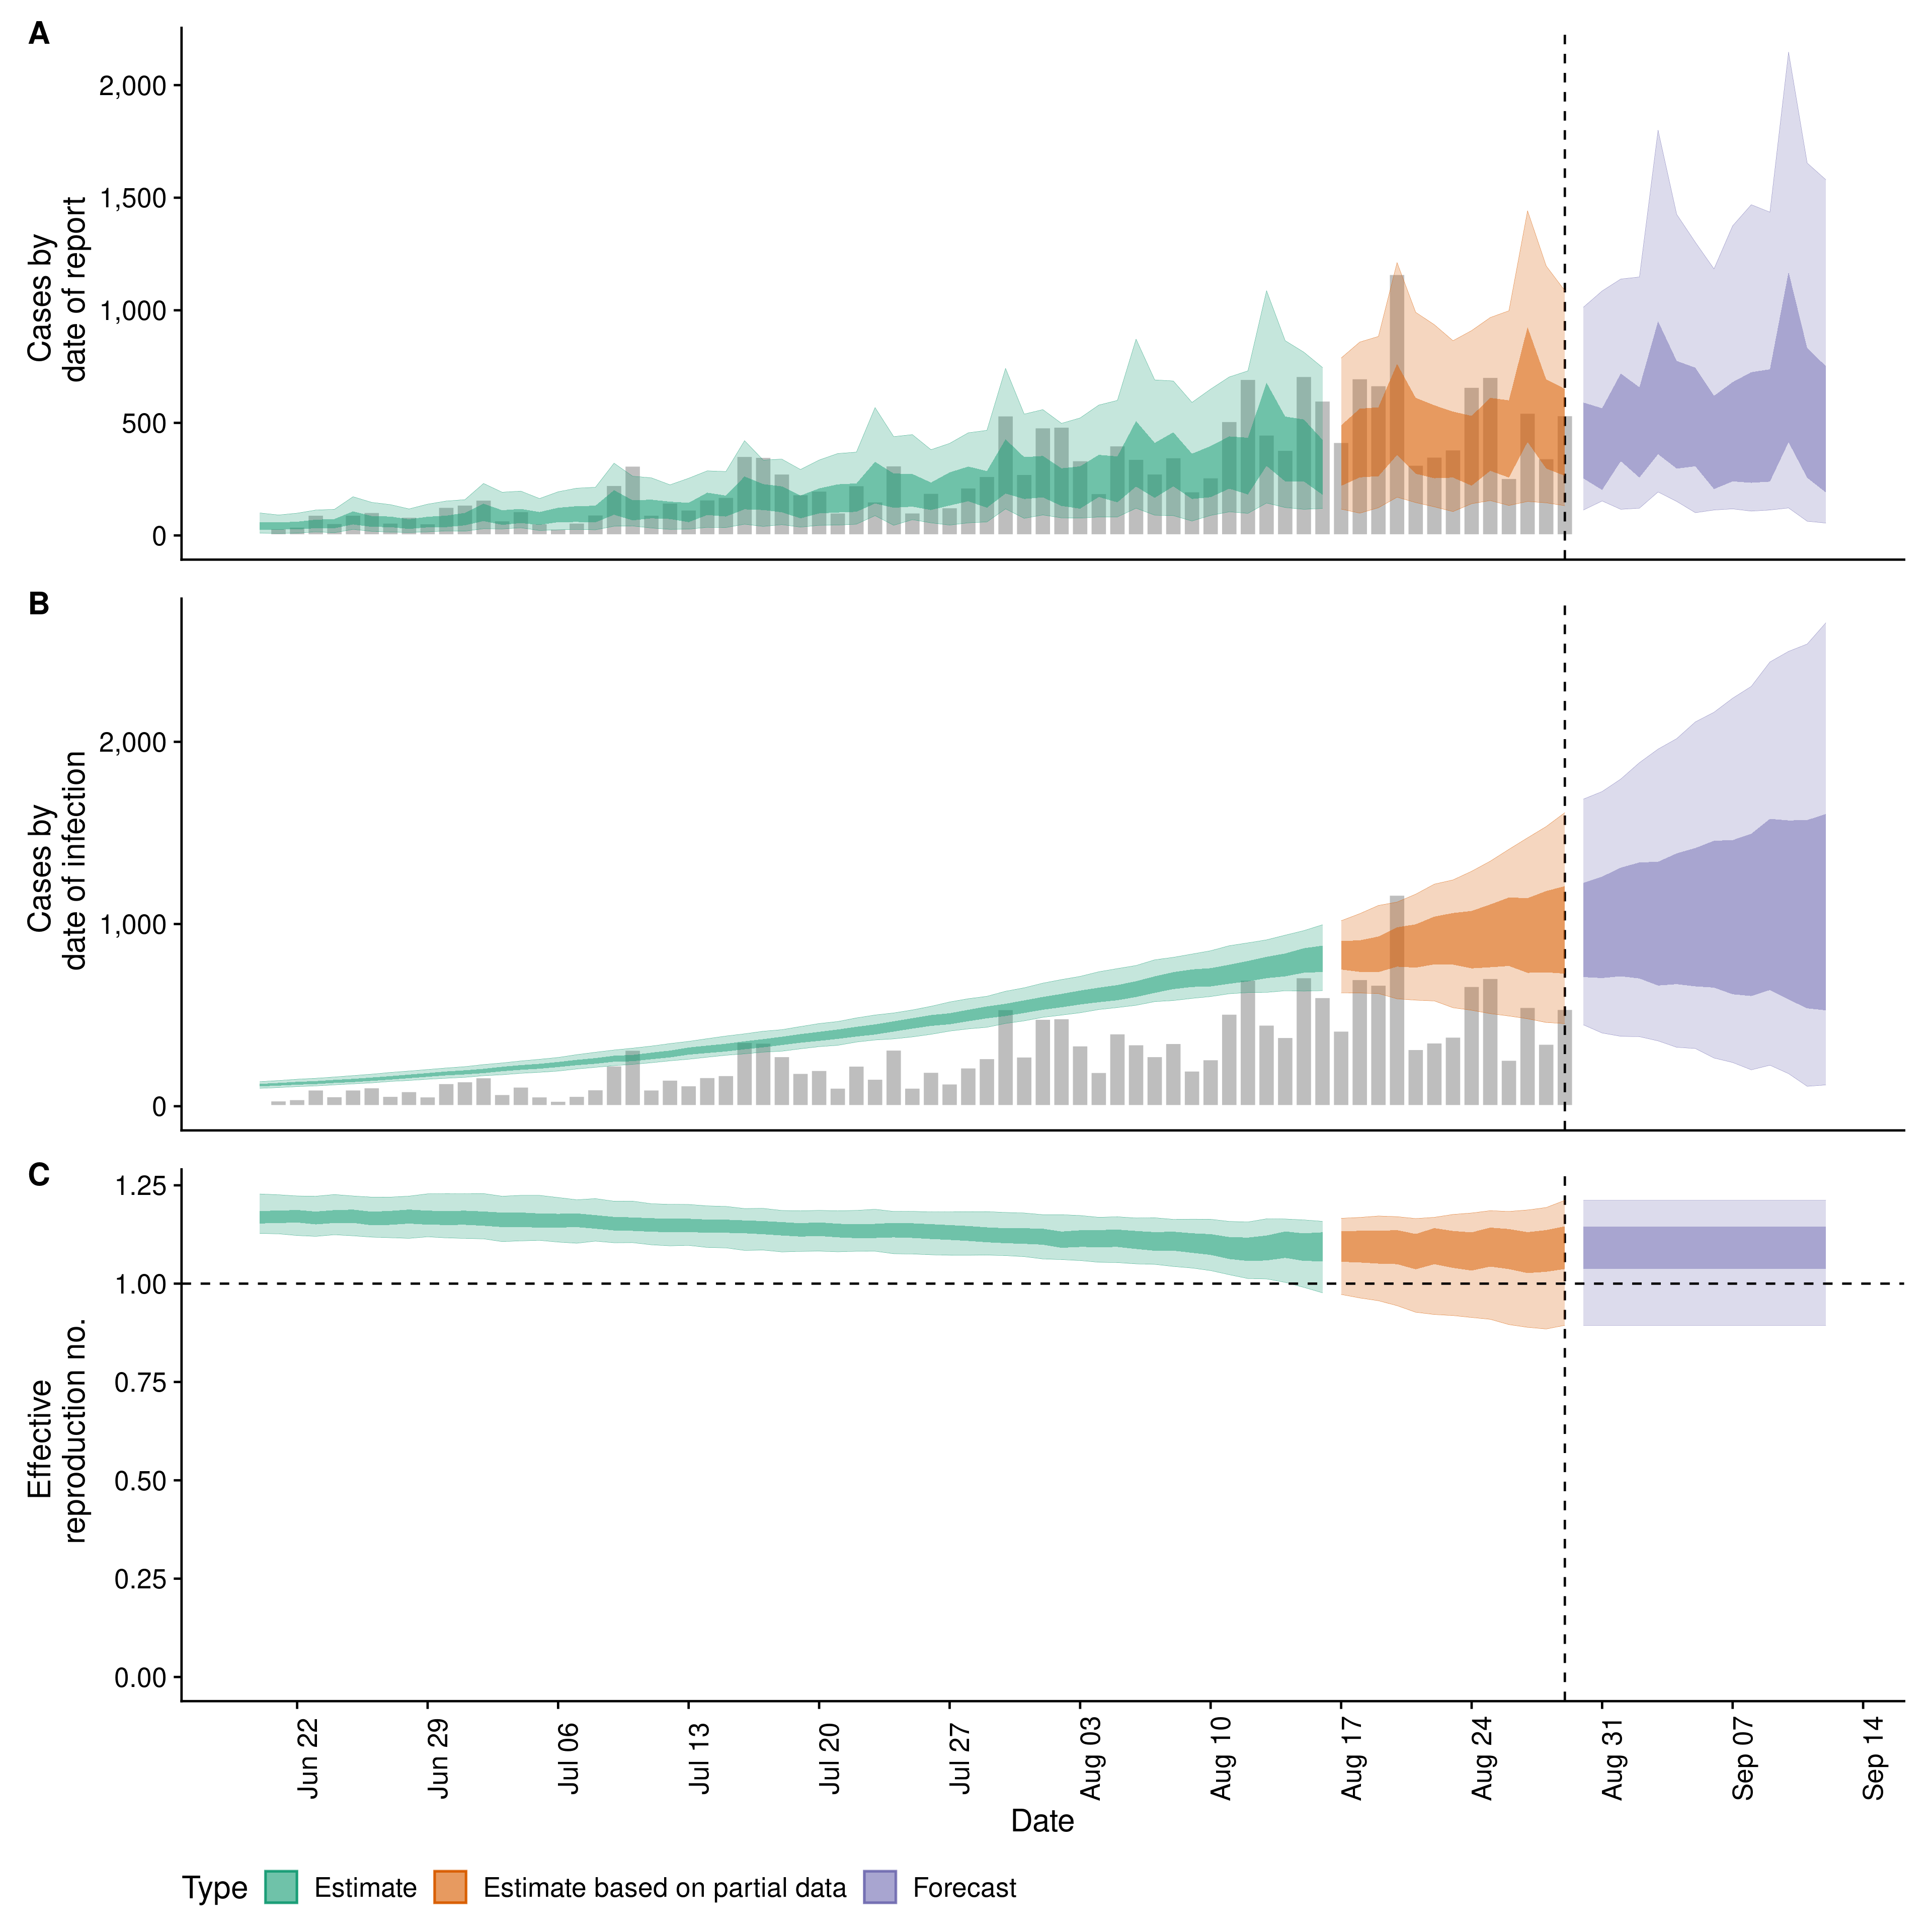 A
Cases by
date of report
2,000
1,500
1,000
500
0
B
Cases by
date of infection
2,000
1,000
0
C
Effective
reproduction no.
1.25
1.00
0.75
0.50
0.25
0.00
Jun 22
Jun 29
Jul 06
Jul 13
Jul 20
Jul 27
Aug 03
Aug 10
Aug 17
Aug 24
Aug 31
Sep 07
Sep 14
Date
Type Estimate Estimate based on partial data Forecast